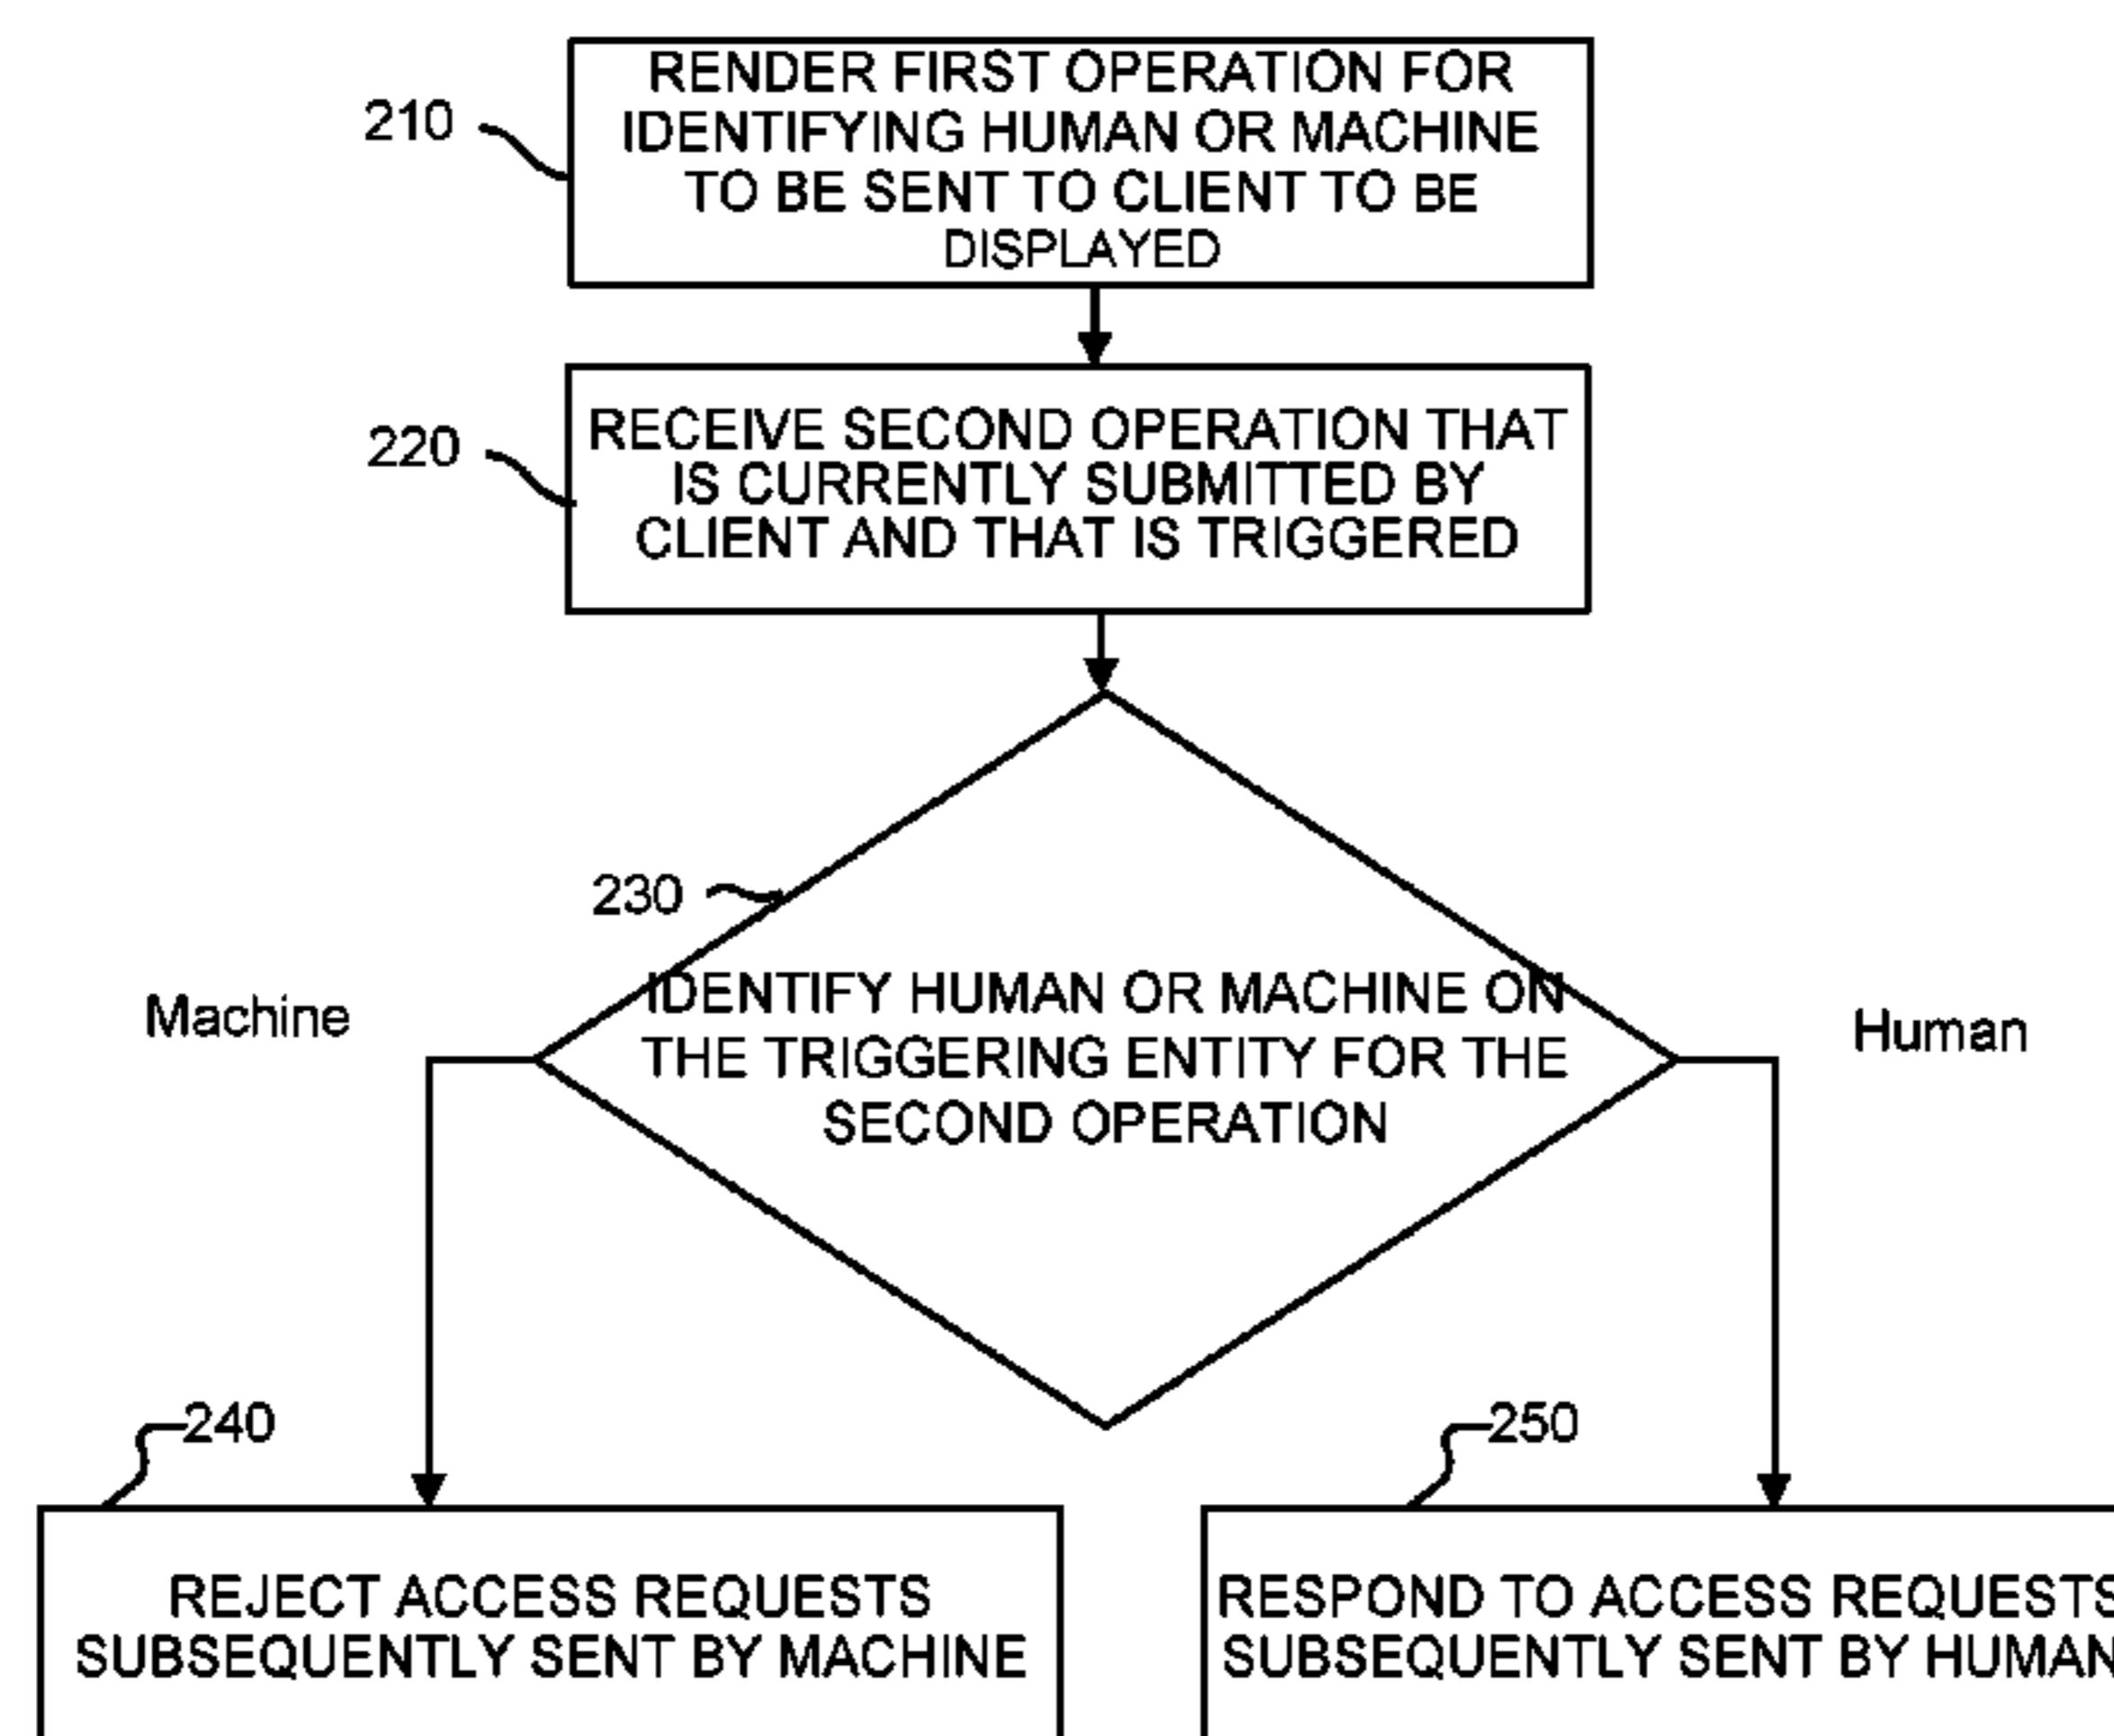 210
RENDER FIRST OPERATION FOR
IDENTIFYING HUMAN OR MACHINE
TO BE SENT TO CLIENT TO BE
DISPLAYED
220
RECEIVE SECOND OPERATION THAT
IS CURRENTLY SUBMITTED BY
CLIENT AND THAT IS TRIGGERED
230
IDENTIFY HUMAN OR MACHINE ON
THE TRIGGERING ENTITY FOR THE
SECOND OPERATION
Machine
Human
240
REJECT ACCESS REQUESTS
SUBSEQUENTLY SENT BY MACHINE
250
RESPOND TO ACCESS REQUESTS
SUBSEQUENTLY SENT BY HUMAN